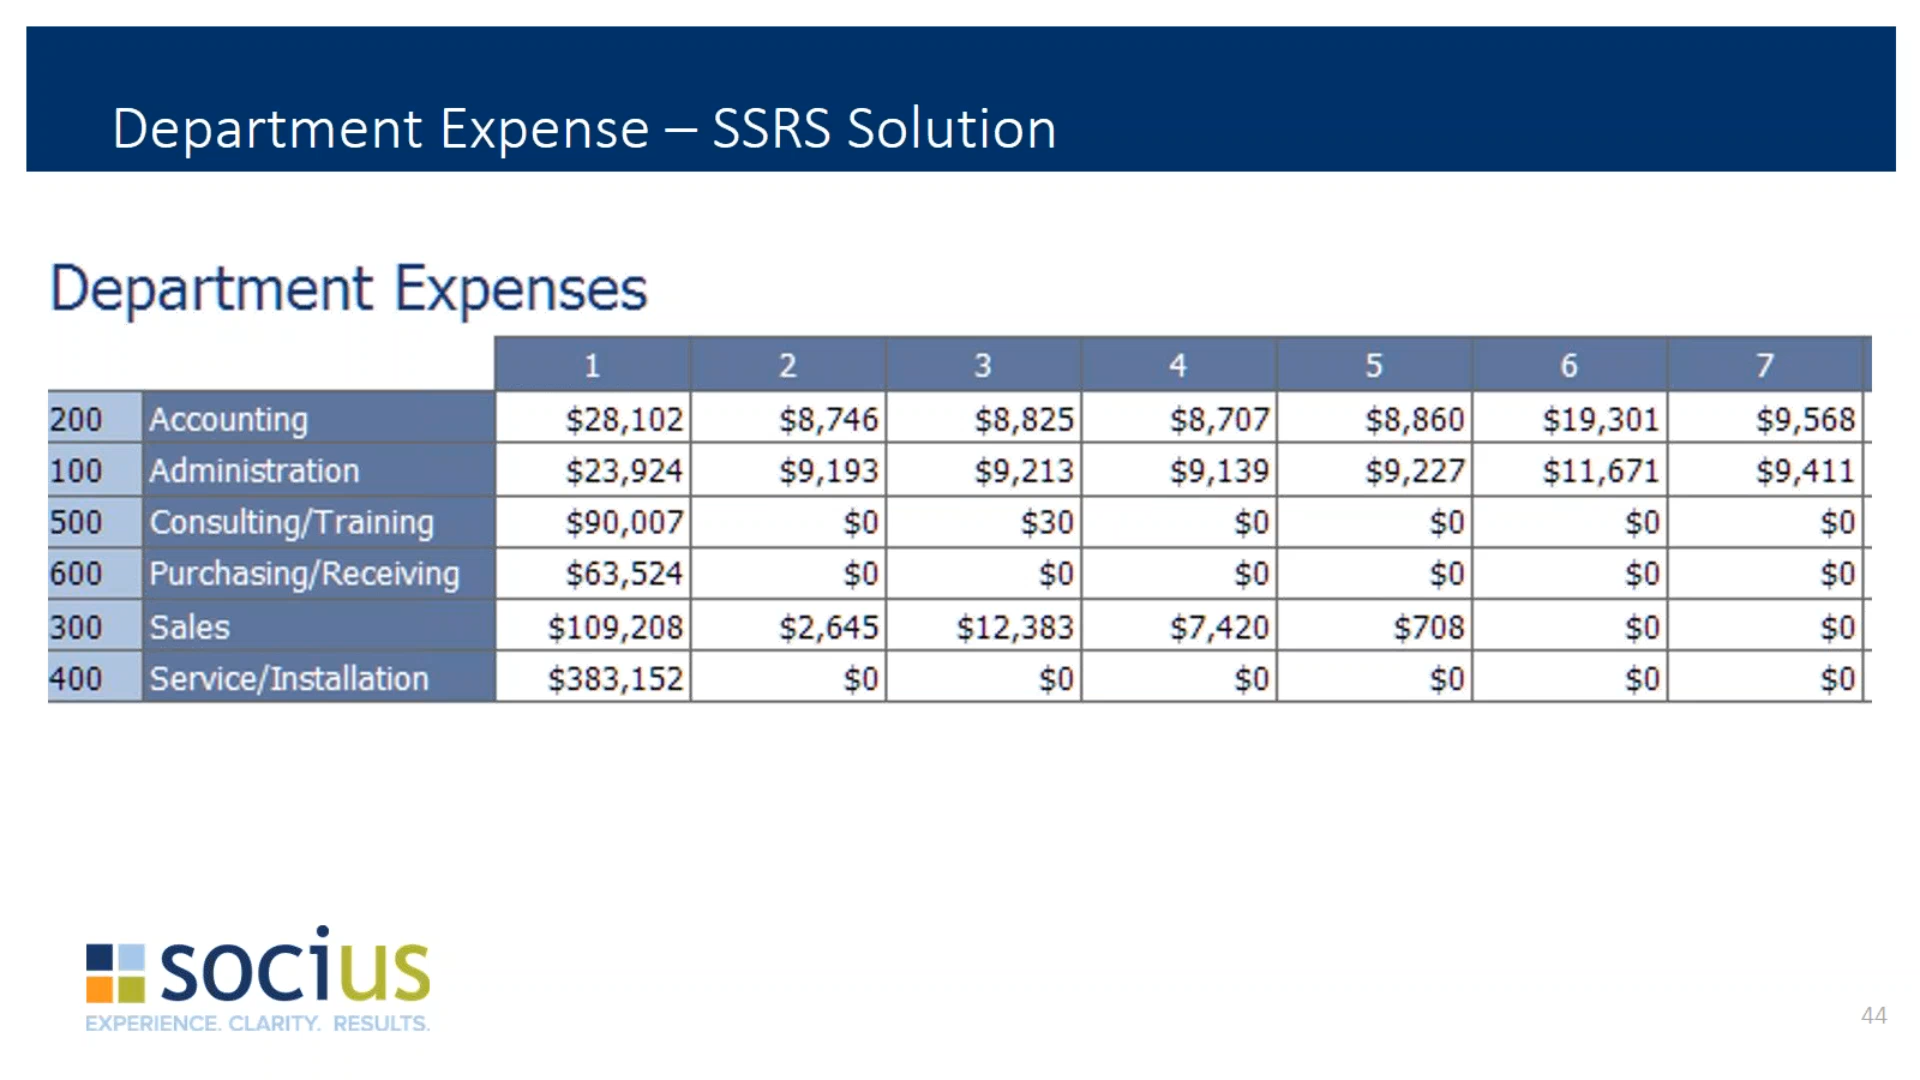 Department Expense – SSRS Solution
Department Expenses
1 2 3 4 5 6 7
200 Accounting $28,102 $8,746 $8,825 $8,707 $8,860 $19,301 $9,568
100 Administration $23,924 $9,193 $9,213 $9,139 $9,227 $11,671 $9,411
500 Consulting/Training $90,007 $0 $30 $0 $0 $0 $0
600 Purchasing/Receiving $63,524 $0 $0 $0 $0 $0 $0
300 Sales $109,208 $2,645 $12,383 $7,420 $708 $0 $0
400 Service/Installation $383,152 $0 $0 $0 $0 $0 $0
socius
EXPERIENCE. CLARITY. RESULTS.
44